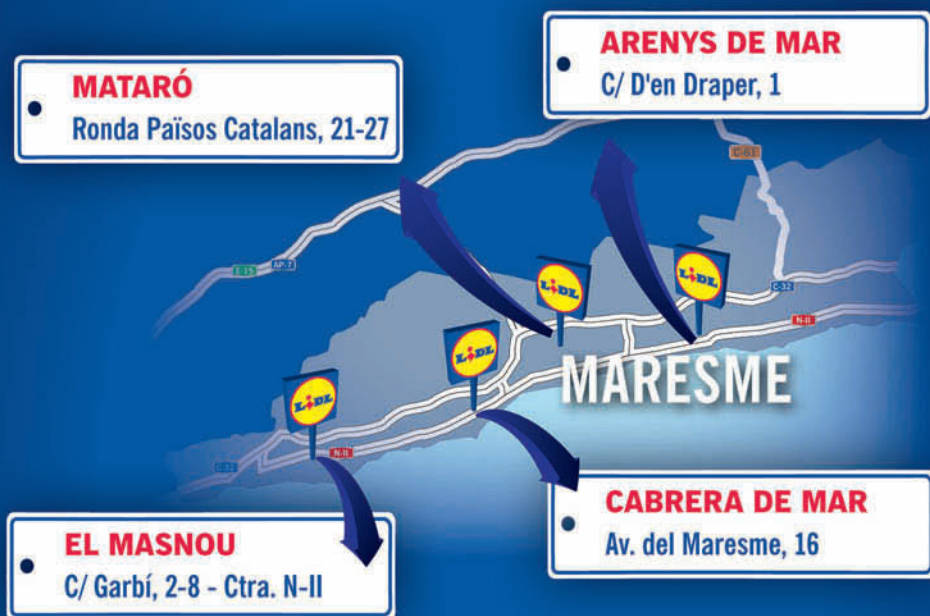 ARENYS DE MAR
C/ D'en Draper, 1
MATARÓ
Ronda Països Catalans, 21-27
C-61
E-15
AP-7
LIDL
LIDL
C-32
LIDL
N-II
MARESME
LIDL
N-II
CABRERA DE MAR
Av. del Maresme, 16
EL MASNOU
C/ Garbí, 2-8 - Ctra. N-II